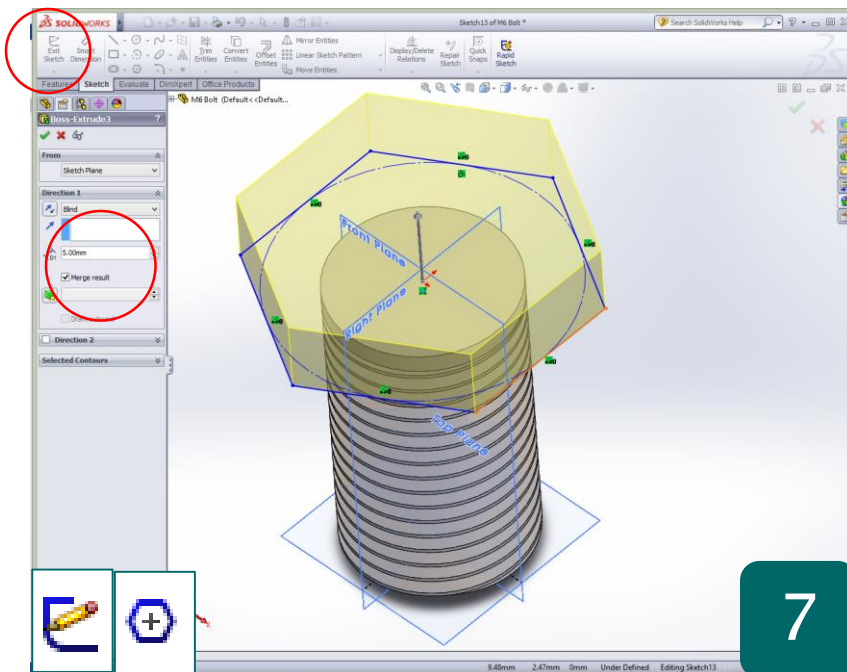 SOLIDWORKS
Sketch13 of M6 Bolt *
Search SolidWorks Help
Exit Sketch
Smart Dimension
Trim Entities
Convert Entities
Offset Entities
Mirror Entities
Linear Sketch Pattern
Move Entities
Display/Delete Relations
Repair Sketch
Quick Snaps
Rapid Sketch
Features
Sketch
Evaluate
DimXpert
Office Products
M6 Bolt (Default<<Default...
Boss-Extrude3
?
From
Sketch Plane
Direction 1
Blind
D1
5.00mm
Merge result
Direction 2
Selected Contours
Front Plane
Right Plane
Top Plane
7
9.48mm
2.47mm
0mm
Under Defined
Editing Sketch13